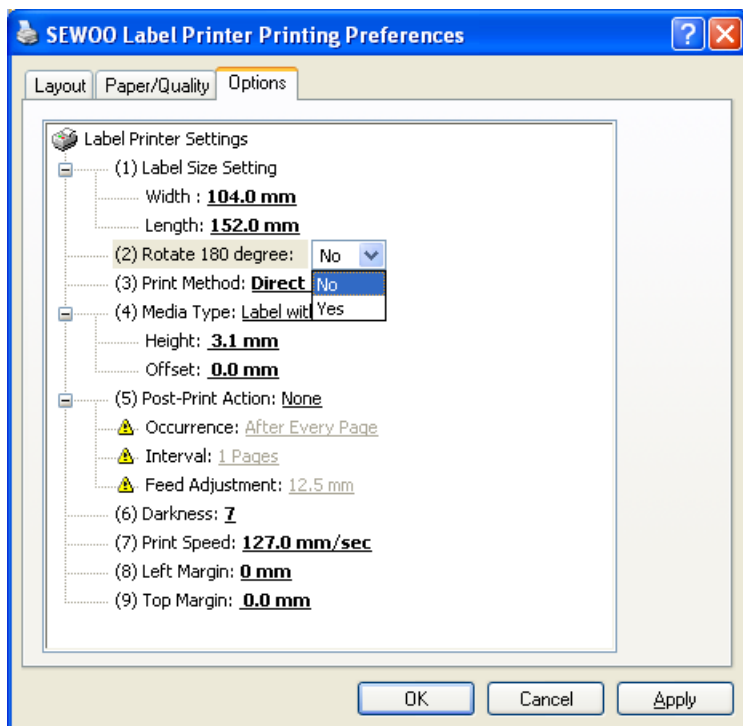 SEWOO Label Printer Printing Preferences
Layout Paper/Quality Options
Label Printer Settings
(1) Label Size Setting
Width : 104.0 mm
Length: 152.0 mm
(2) Rotate 180 degree: No
(3) Print Method: Direct No
(4) Media Type: Label wit Yes
Height: 3.1 mm
Offset: 0.0 mm
(5) Post-Print Action: None
Occurrence: After Every Page
Interval: 1 Pages
Feed Adjustment: 12.5 mm
(6) Darkness: 7
(7) Print Speed: 127.0 mm/sec
(8) Left Margin: 0 mm
(9) Top Margin: 0.0 mm
OK Cancel Apply